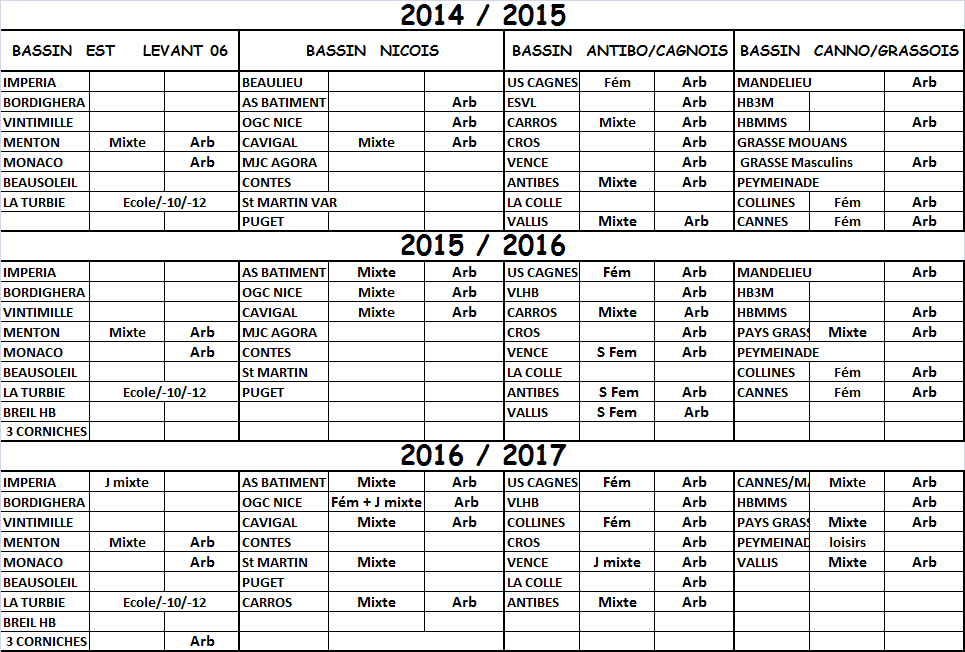 2014 / 2015
BASSIN EST LEVANT 06 BASSIN NICOIS BASSIN ANTIBO/CAGNOIS BASSIN CANNO/GRASSOIS
IMPERIA BEAULIEU US CAGNES Fém Arb MANDELIEU Arb
BORDIGHERA AS BATIMENT Arb ESVL Arb HB3M
VINTIMILLE OGC NICE Arb CARROS Mixte Arb HBMMS Arb
MENTON Mixte Arb CAVIGAL Mixte Arb CROS Arb GRASSE MOUANS
MONACO Arb MJC AGORA VENCE Arb GRASSE Masculins Arb
BEAUSOLEIL CONTES ANTIBES Mixte Arb PEYMEINADE
LA TURBIE Ecole/-10/-12 St MARTIN VAR LA COLLE COLLINES Fém Arb
PUGET VALLIS Mixte Arb CANNES Fém Arb
2015 / 2016
IMPERIA AS BATIMENT Mixte Arb US CAGNES Fém Arb MANDELIEU Arb
BORDIGHERA OGC NICE Mixte Arb VLHB Arb HB3M
VINTIMILLE CAVIGAL Mixte Arb CARROS Mixte Arb HBMMS Arb
MENTON Mixte Arb MJC AGORA CROS Arb PAYS GRASS Mixte Arb
MONACO Arb CONTES VENCE S Fem Arb PEYMEINADE
BEAUSOLEIL St MARTIN LA COLLE COLLINES Fém Arb
LA TURBIE Ecole/-10/-12 PUGET ANTIBES S Fem Arb CANNES Fém Arb
BREIL HB VALLIS S Fem Arb
3 CORNICHES
2016 / 2017
IMPERIA J mixte AS BATIMENT Mixte Arb US CAGNES Fém Arb CANNES/MA Mixte Arb
BORDIGHERA OGC NICE Fém + J mixte Arb VLHB Arb HBMMS Arb
VINTIMILLE CAVIGAL Mixte Arb COLLINES Fém Arb PAYS GRASS Mixte Arb
MENTON Mixte Arb CONTES CROS Arb PEYMEINAD loisirs
MONACO Arb St MARTIN Mixte VENCE J mixte Arb VALLIS Mixte Arb
BEAUSOLEIL PUGET LA COLLE Arb
LA TURBIE Ecole/-10/-12 CARROS Mixte Arb ANTIBES Mixte Arb
BREIL HB
3 CORNICHES Arb